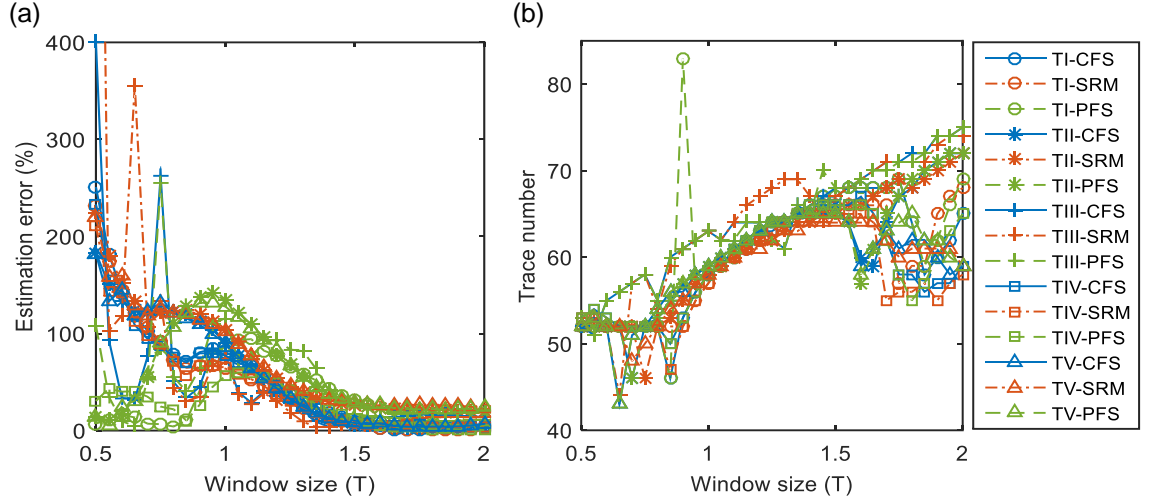 (a)
400
300
200
100
0
Estimation error (%)
0.5 1 1.5 2
Window size (T)
(b)
80
70
60
50
40
Trace number
0.5 1 1.5 2
Window size (T)
TI-CFS
TI-SRM
TI-PFS
TII-CFS
TII-SRM
TII-PFS
TIII-CFS
TIII-SRM
TIII-PFS
TIV-CFS
TIV-SRM
TIV-PFS
TV-CFS
TV-SRM
TV-PFS